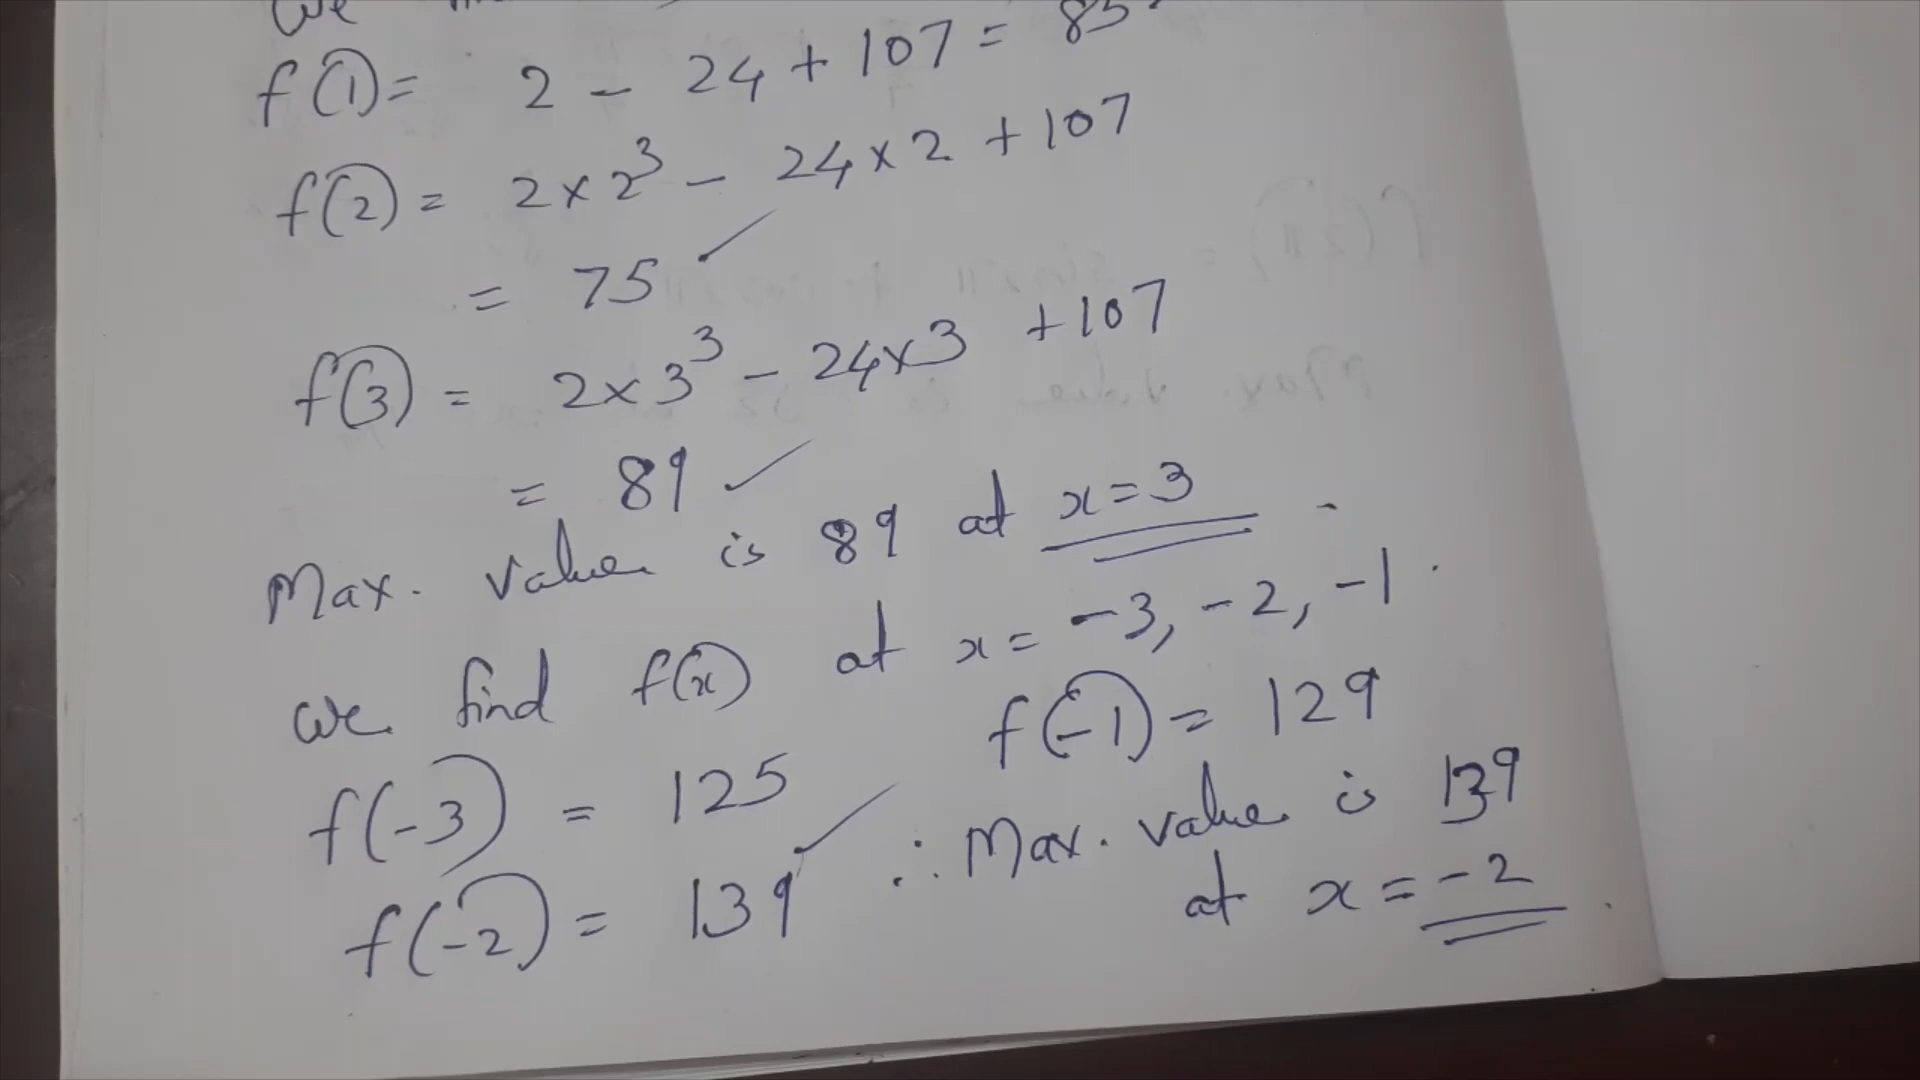 We
f(1) = 2 - 24 + 107 = 85
f(2) = 2 x 2³ - 24 x 2 + 107
= 75
f(3) = 2 x 3³ - 24 x 3 + 107
= 89
Max. value is 89 at x = 3
We find f(x) at x = -3, -2, -1.
f(-3) = 125 f(-1) = 129
f(-2) = 139 ∴ Max. value is 139
at x = -2.